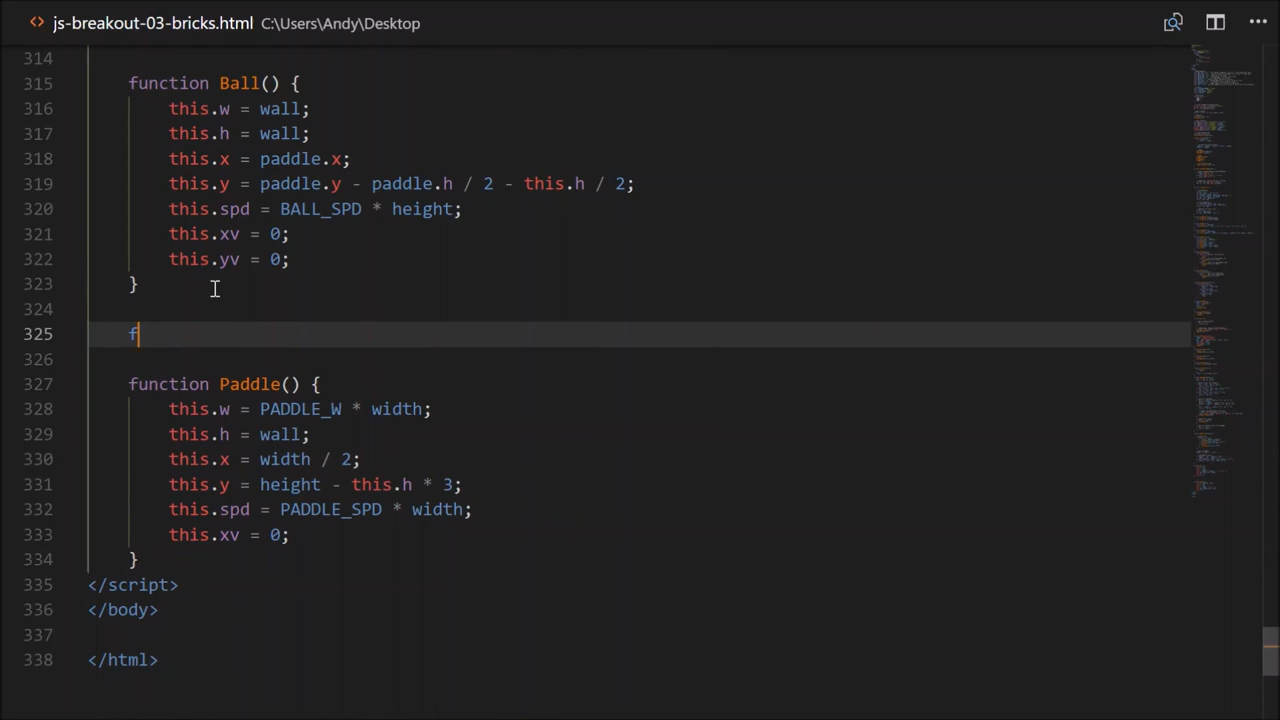 js-breakout-03-bricks.html C:\Users\Andy\Desktop
314
315 function Ball() {
316 this.w = wall;
317 this.h = wall;
318 this.x = paddle.x;
319 this.y = paddle.y - paddle.h / 2 - this.h / 2;
320 this.spd = BALL_SPD * height;
321 this.xv = 0;
322 this.yv = 0;
323 }
324
325 f
326
327 function Paddle() {
328 this.w = PADDLE_W * width;
329 this.h = wall;
330 this.x = width / 2;
331 this.y = height - this.h * 3;
332 this.spd = PADDLE_SPD * width;
333 this.xv = 0;
334 }
335 </script>
336 </body>
337
338 </html>